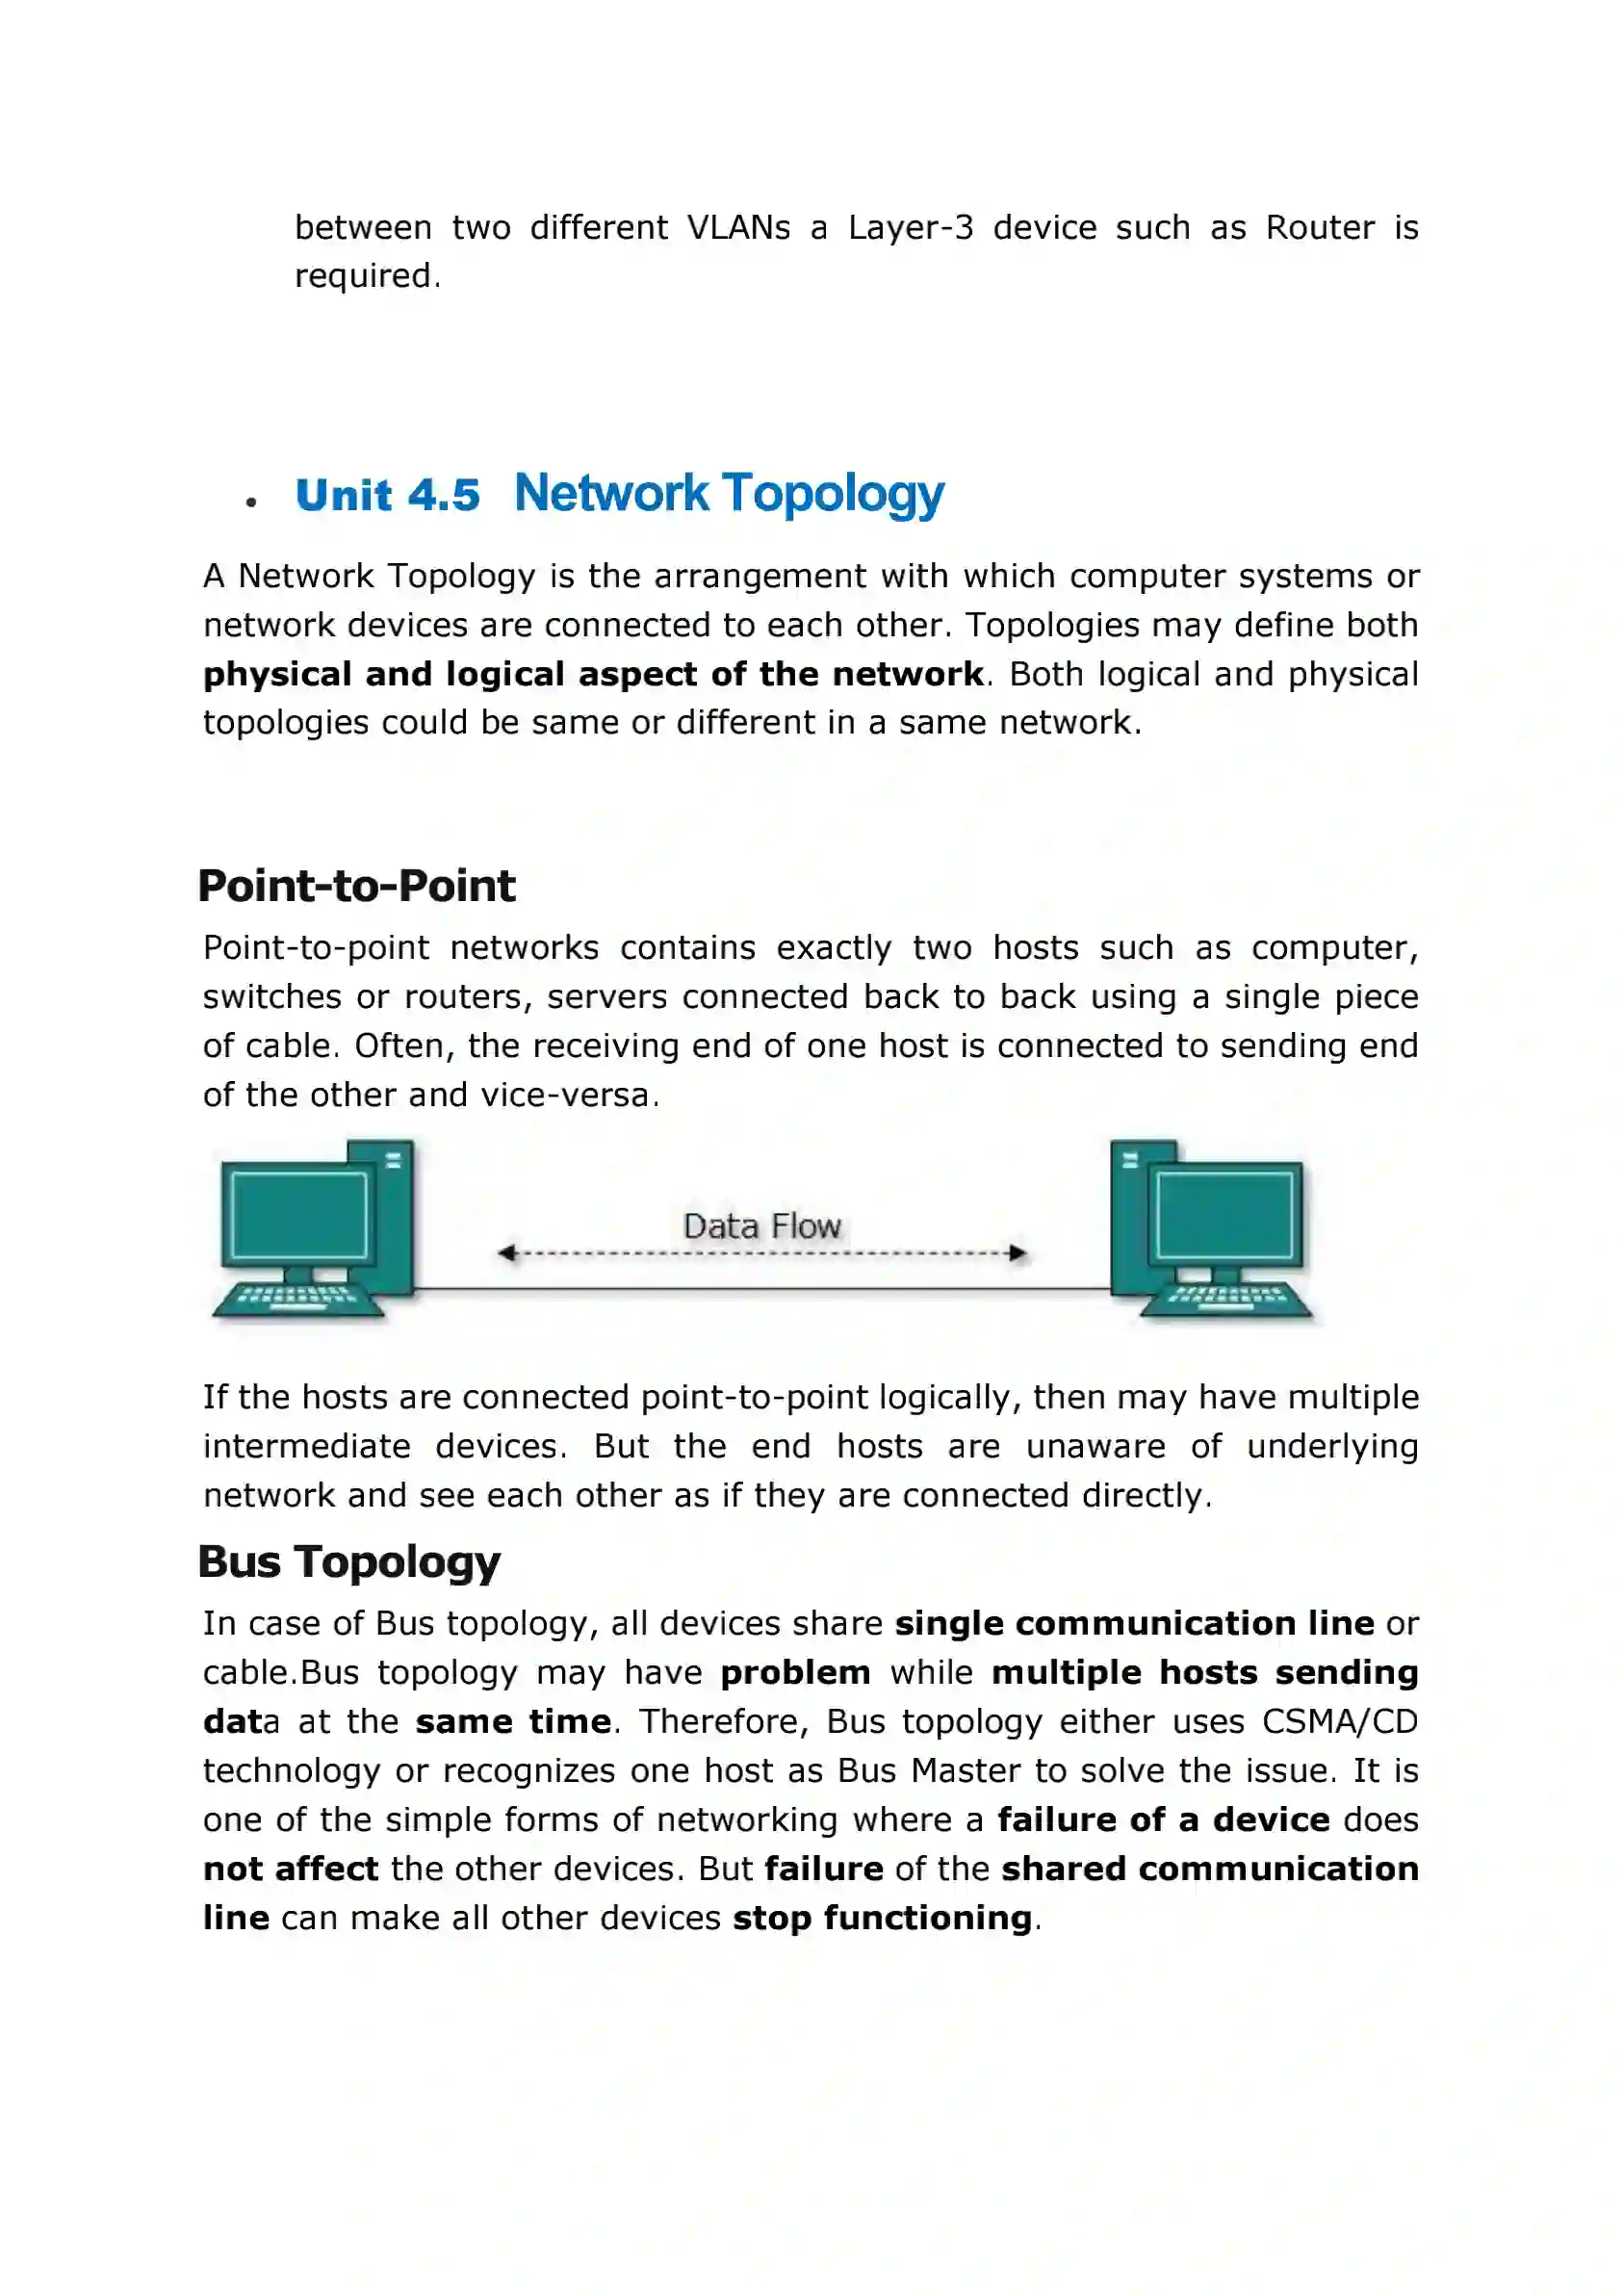 between two different VLANs a Layer-3 device such as Router is
required.
• Unit 4.5 Network Topology
A Network Topology is the arrangement with which computer systems or
network devices are connected to each other. Topologies may define both
physical and logical aspect of the network. Both logical and physical
topologies could be same or different in a same network.
Point-to-Point
Point-to-point networks contains exactly two hosts such as computer,
switches or routers, servers connected back to back using a single piece
of cable. Often, the receiving end of one host is connected to sending end
of the other and vice-versa.
Data Flow
If the hosts are connected point-to-point logically, then may have multiple
intermediate devices. But the end hosts are unaware of underlying
network and see each other as if they are connected directly.
Bus Topology
In case of Bus topology, all devices share single communication line or
cable.Bus topology may have problem while multiple hosts sending
data at the same time. Therefore, Bus topology either uses CSMA/CD
technology or recognizes one host as Bus Master to solve the issue. It is
one of the simple forms of networking where a failure of a device does
not affect the other devices. But failure of the shared communication
line can make all other devices stop functioning.